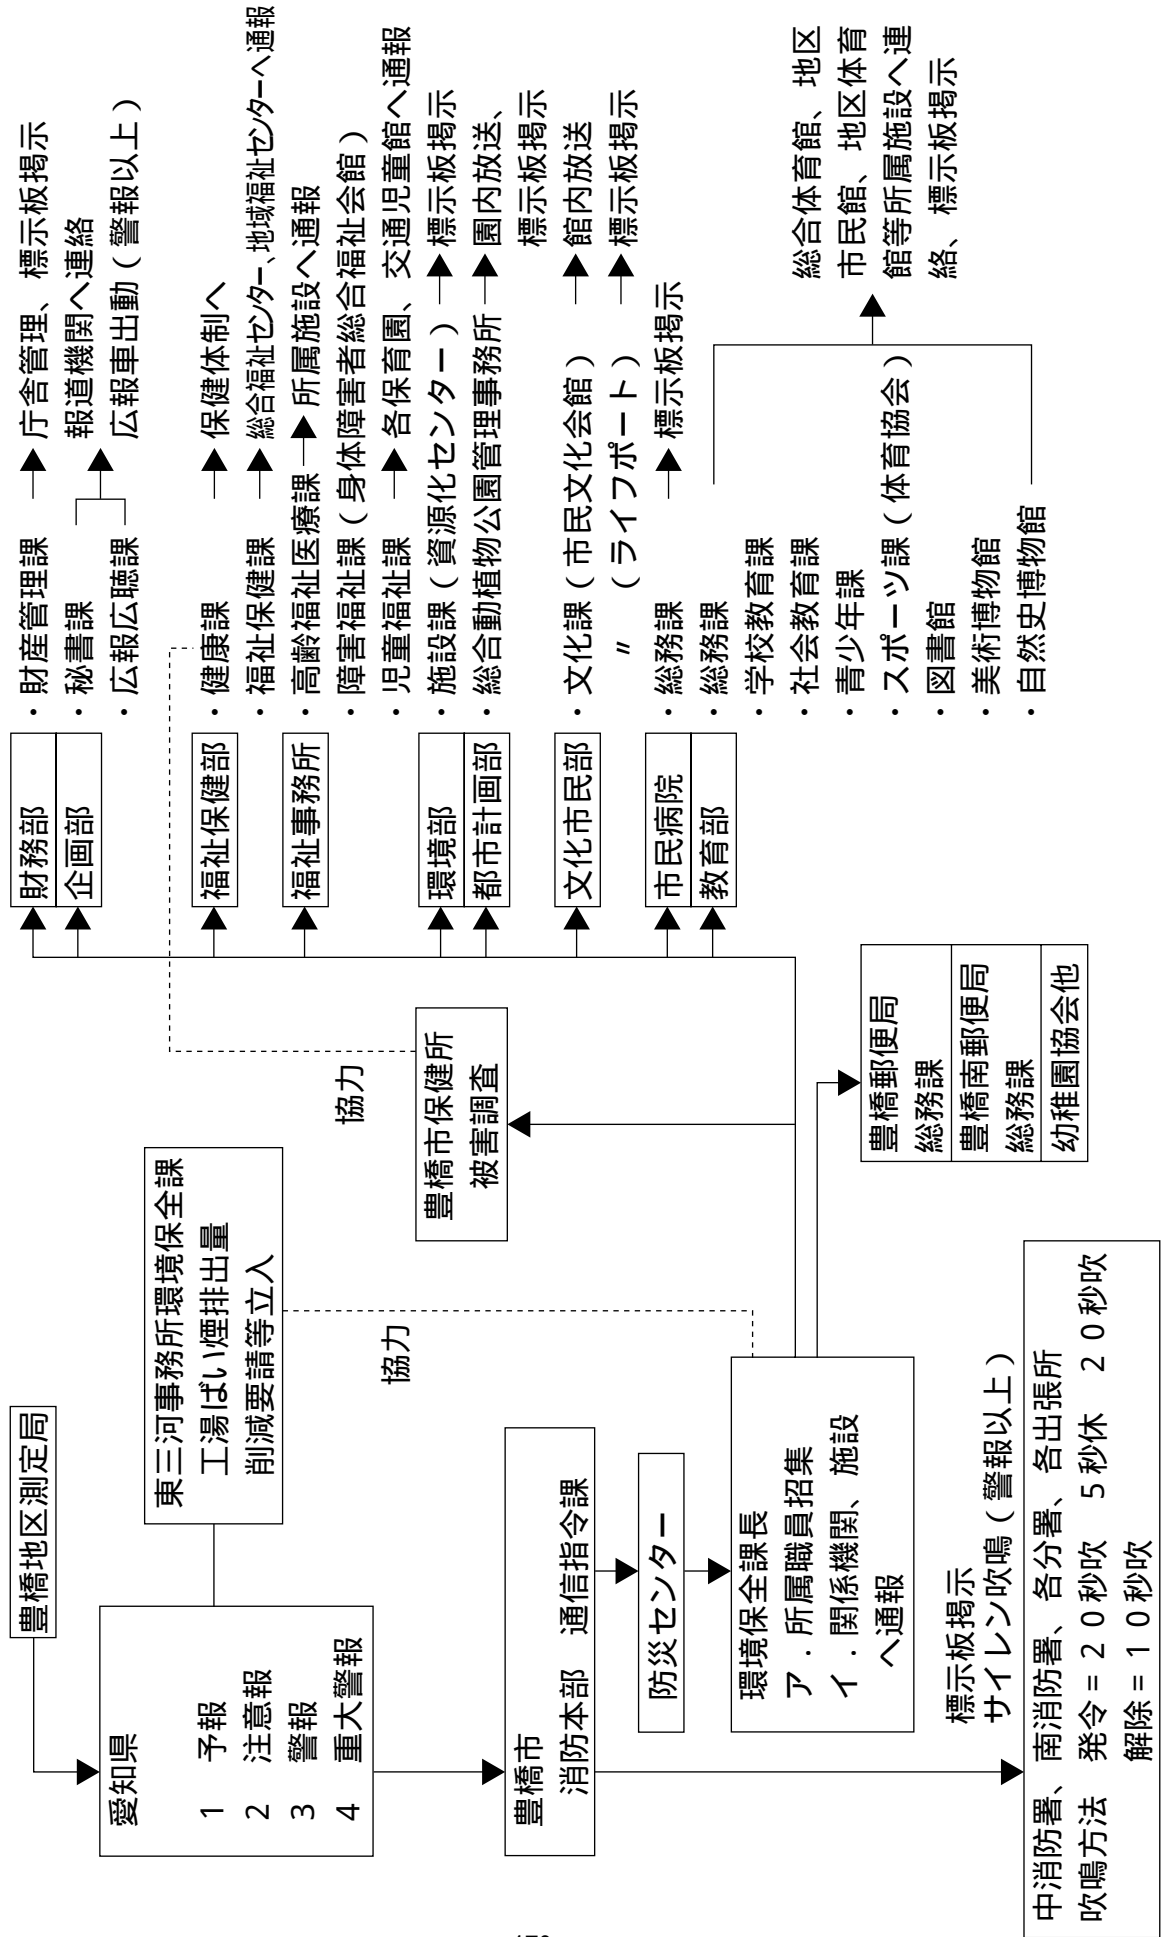 豊橋地区測定局
愛知県
1 予報
2 注意報
3 警報
4 重大警報
東三河事務所環境保全課
工湯ばい煙排出量
削減要請等立入
協力
豊橋市
消防本部 通信指令課
防災センター
環境保全課長
ア．所属職員招集
イ．関係機関、施設
へ通報
標示板掲示
サイレン吹鳴（警報以上）
中消防署、南消防署、各分署、各出張所
吹鳴方法 発令=20秒吹 5秒休 20秒吹
解除=10秒吹
豊橋市保健所
被害調査
協力
豊橋郵便局
総務課
豊橋南郵便局
総務課
幼稚園協会他
財務部
・財産管理課 → 庁舎管理、標示板掲示
企画部
・秘書課
・広報広聴課
報道機関へ連絡
→ 広報車出動（警報以上）
福祉保健部
・健康課 → 保健体制へ
・福祉保健課 → 総合福祉センター、地域福祉センターへ通報
福祉事務所
・高齢福祉医療課 → 所属施設へ通報
・障害福祉課（身体障害者総合福祉会館）
・児童福祉課 → 各保育園、交通児童館へ通報
環境部
・施設課（資源化センター） → 標示板掲示
都市計画部
・総合動植物公園管理事務所 → 園内放送、
標示板掲示
文化市民部
・文化課（市民文化会館） → 館内放送
〃 （ライフポート） → 標示板掲示
市民病院
・総務課 → 標示板掲示
教育部
・総務課
・学校教育課
・社会教育課
・青少年課
・スポーツ課（体育協会）
・図書館
・美術博物館
・自然史博物館
総合体育館、地区
市民館、地区体育
館等所属施設へ連
絡、標示板掲示